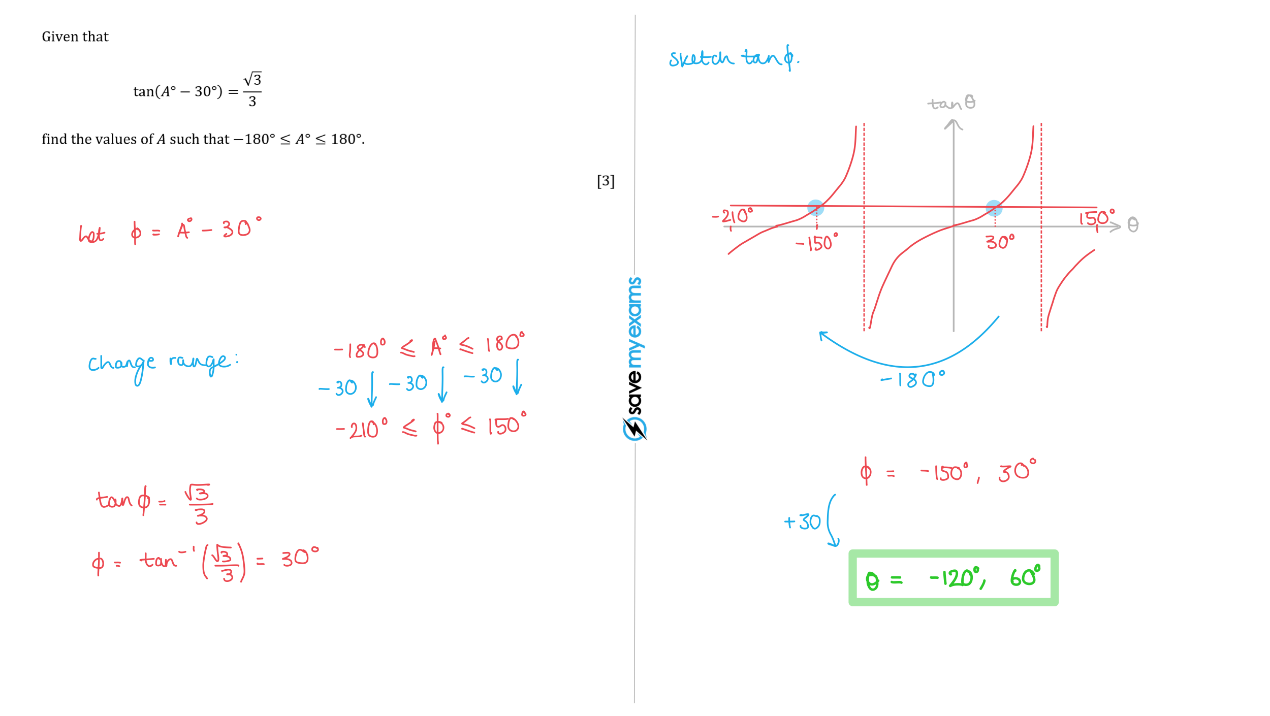 Given that
tan(A° − 30°) = √3/3
find the values of A such that −180° ≤ A° ≤ 180°.
[3]
let ϕ = A° − 30°
Change range:
-180° ≤ A° ≤ 180°
-30 -30 -30
-210° ≤ ϕ° ≤ 150°
tan ϕ = √3/3
ϕ = tan⁻¹(√3/3) = 30°
save my exams
Sketch tan ϕ.
tan θ
-210°
150°
θ
-150°
30°
-180°
ϕ = -150°, 30°
+30
θ = -120°, 60°